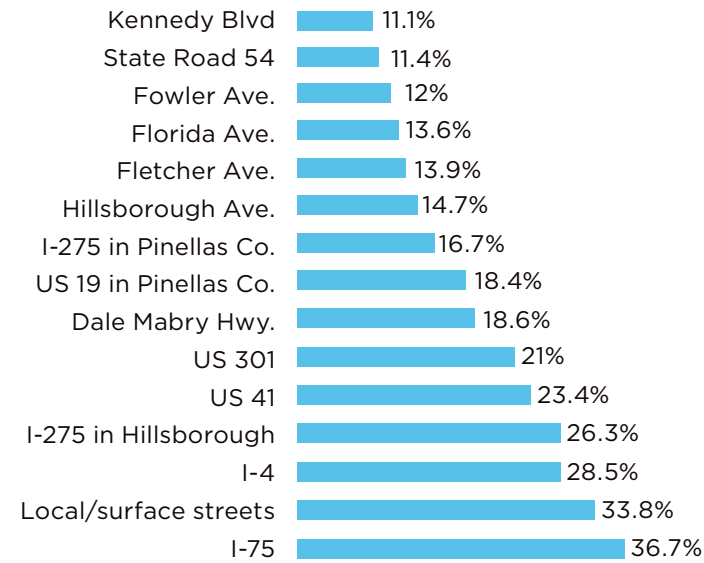 Kennedy Blvd 11.1%
State Road 54 11.4%
Fowler Ave. 12%
Florida Ave. 13.6%
Fletcher Ave. 13.9%
Hillsborough Ave. 14.7%
I-275 in Pinellas Co. 16.7%
US 19 in Pinellas Co. 18.4%
Dale Mabry Hwy. 18.6%
US 301 21%
US 41 23.4%
I-275 in Hillsborough 26.3%
I-4 28.5%
Local/surface streets 33.8%
I-75 36.7%